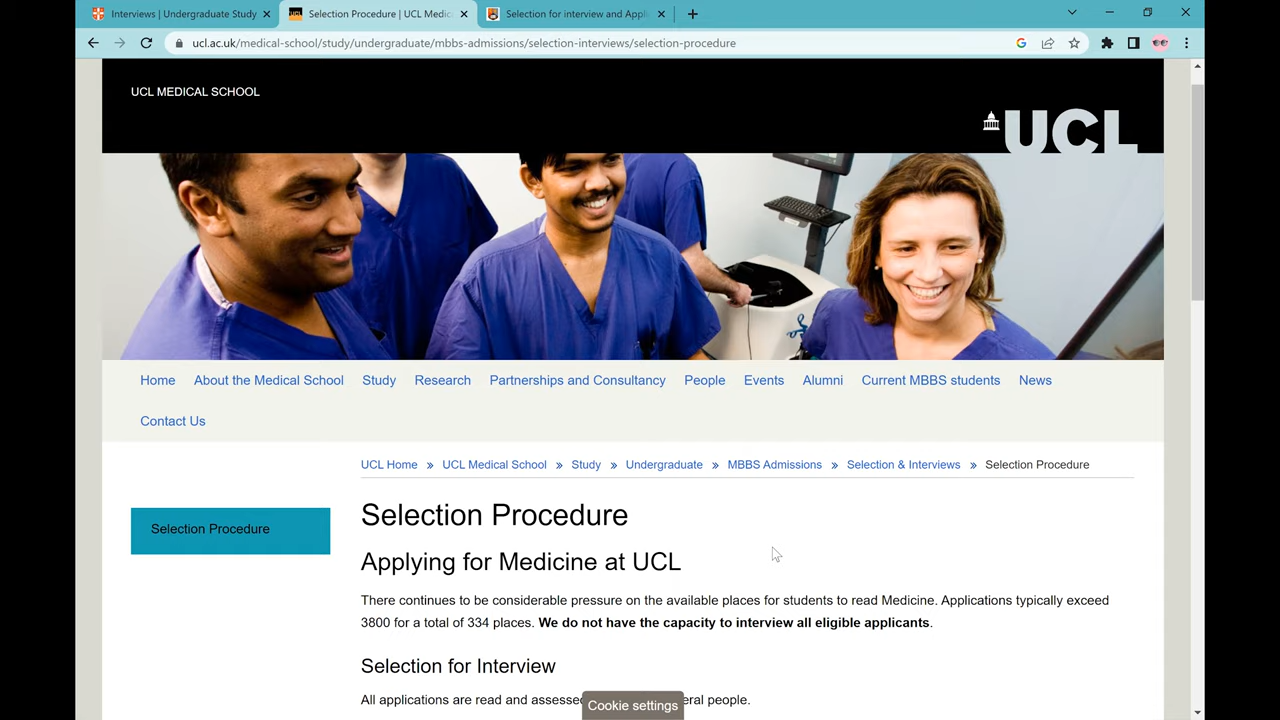 Interviews | Undergraduate Study
Selection Procedure | UCL Medic
Selection for interview and Appl
ucl.ac.uk/medical-school/study/undergraduate/mbbs-admissions/selection-interviews/selection-procedure
UCL MEDICAL SCHOOL
UCL
Home About the Medical School Study Research Partnerships and Consultancy People Events Alumni Current MBBS students News
Contact Us
UCL Home » UCL Medical School » Study » Undergraduate » MBBS Admissions » Selection & Interviews » Selection Procedure
Selection Procedure
Selection Procedure
Applying for Medicine at UCL
There continues to be considerable pressure on the available places for students to read Medicine. Applications typically exceed
3800 for a total of 334 places. We do not have the capacity to interview all eligible applicants.
Selection for Interview
All applications are read and assessed eral people.
Cookie settings